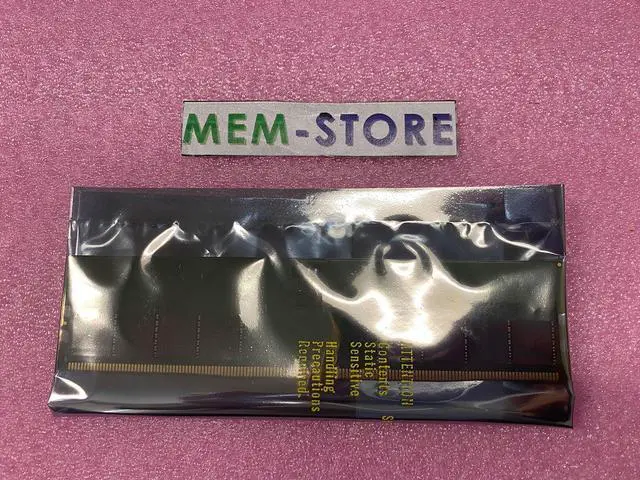 MEM-STORE
ATTENTION
Contents
Static
Sensitive
Handling
Precautions
Required.